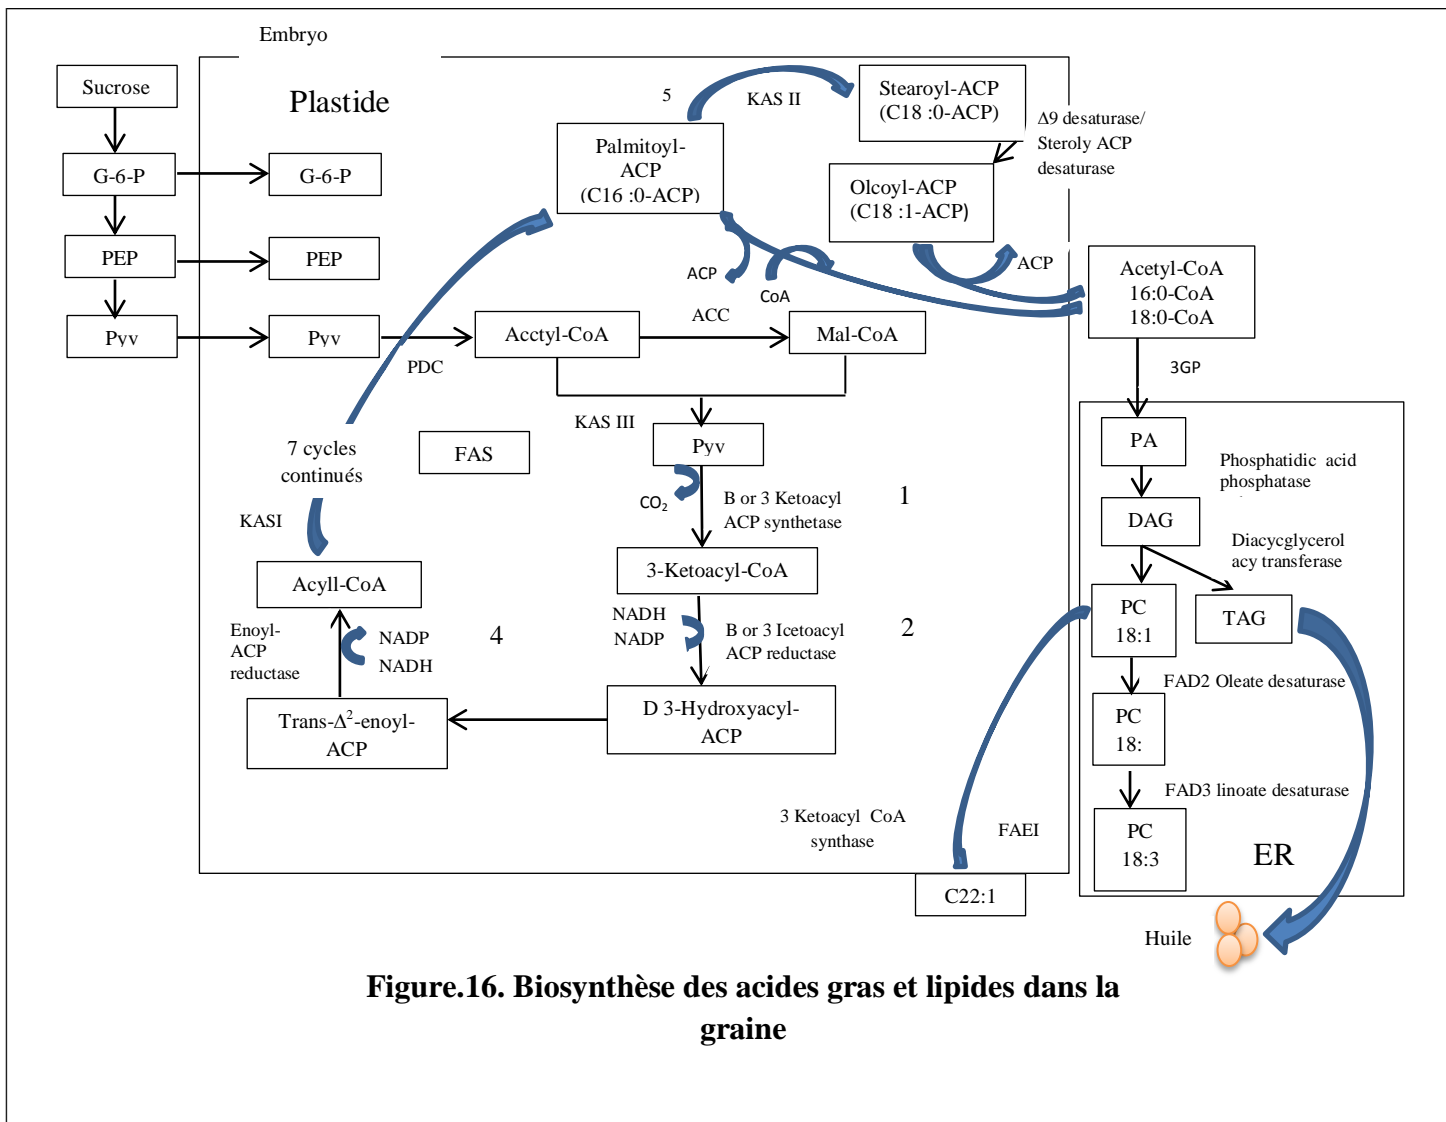 Embryo
Sucrose
Plastide
5
KAS II
Stearoyl-ACP
(C18 :0-ACP)
Δ9 desaturase/
Steroly ACP
desaturase
Palmitoyl-
ACP
(C16 :0-ACP)
G-6-P
G-6-P
Olcoyl-ACP
(C18 :1-ACP)
PEP
PEP
ACP
CoA
ACP
Acetyl-CoA
16:0-CoA
18:0-CoA
Pyv
Pyv
PDC
Acctyl-CoA
ACC
Mal-CoA
3GP
KAS III
7 cycles
continués
FAS
Pyv
PA
Phosphatidic acid
phosphatase
CO2
B or 3 Ketoacyl
ACP synthetase
1
KASI
DAG
Diacycglycerol
acy transferase
Acyll-CoA
3-Ketoacyl-CoA
PC
18:1
TAG
Enoyl-
ACP
reductase
NADP
NADH
4
NADH
NADP
B or 3 Icetoacyl
ACP reductase
2
FAD2 Oleate desaturase
Trans-Δ2-enoyl-
ACP
D 3-Hydroxyacyl-
ACP
PC
18:
FAD3 linoate desaturase
3 Ketoacyl CoA
synthase
FAEI
PC
18:3
ER
C22:1
Huile
Figure.16. Biosynthèse des acides gras et lipides dans la
graine